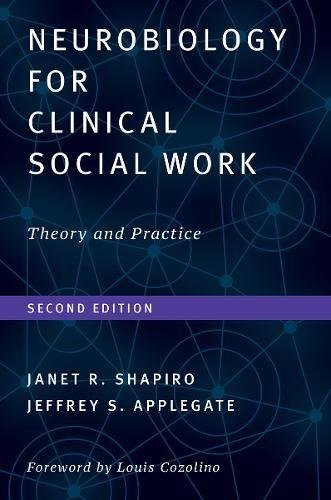 NEUROBIOLOGY
FOR
CLINICAL
SOCIAL WORK
Theory and Practice
SECOND EDITION
JANET R. SHAPIRO
JEFFREY S. APPLEGATE
Foreword by Louis Cozolino